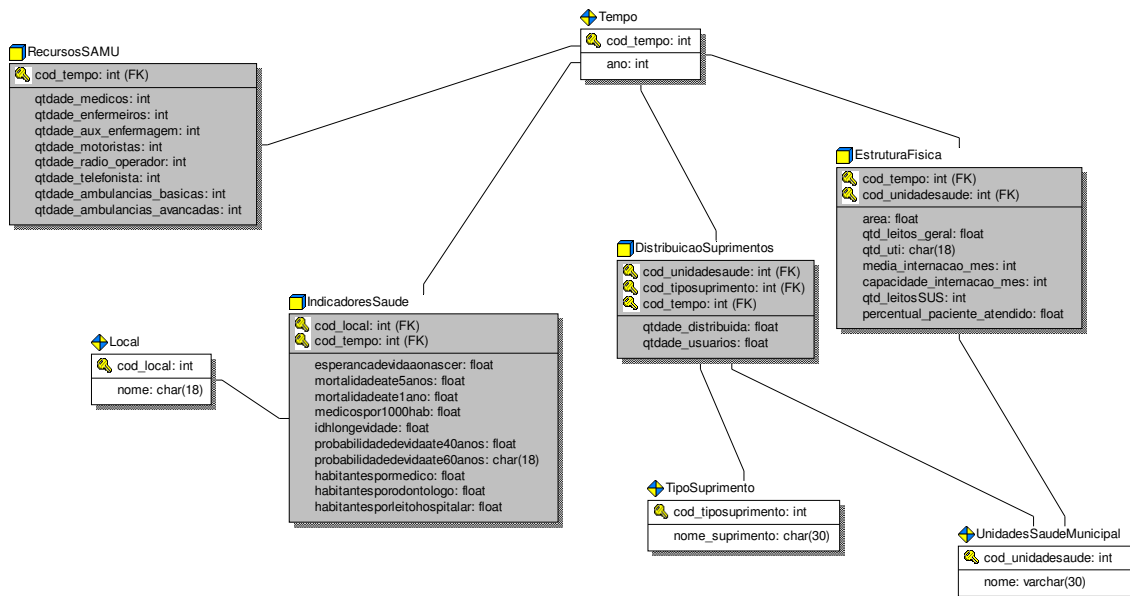 Tempo
cod_tempo: int
ano: int
RecursosSAMU
cod_tempo: int (FK)
qtdade_medicos: int
qtdade_enfermeiros: int
qtdade_aux_enfermagem: int
qtdade_motoristas: int
qtdade_radio_operador: int
qtdade_telefonista: int
qtdade_ambulancias_basicas: int
qtdade_ambulancias_avancadas: int
EstruturaFisica
cod_tempo: int (FK)
cod_unidadesaude: int (FK)
area: float
qtd_leitos_geral: float
qtd_uti: char(18)
media_internacao_mes: int
capacidade_internacao_mes: int
qtd_leitosSUS: int
percentual_paciente_atendido: float
DistribuicaoSuprimentos
cod_unidadesaude: int (FK)
cod_tiposuprimento: int (FK)
cod_tempo: int (FK)
qtdade_distribuida: float
qtdade_usuarios: float
IndicadoresSaude
cod_local: int (FK)
cod_tempo: int (FK)
esperancadevidaaonascer: float
mortalidadeate5anos: float
mortalidadeate1ano: float
medicospor1000hab: float
idhlongevidade: float
probabilidadedevidaate40anos: float
probabilidadedevidaate60anos: char(18)
habitantespormedico: float
habitantesporodontologo: float
habitantesporleitohospitalar: float
Local
cod_local: int
nome: char(18)
TipoSuprimento
cod_tiposuprimento: int
nome_suprimento: char(30)
UnidadesSaudeMunicipal
cod_unidadesaude: int
nome: varchar(30)